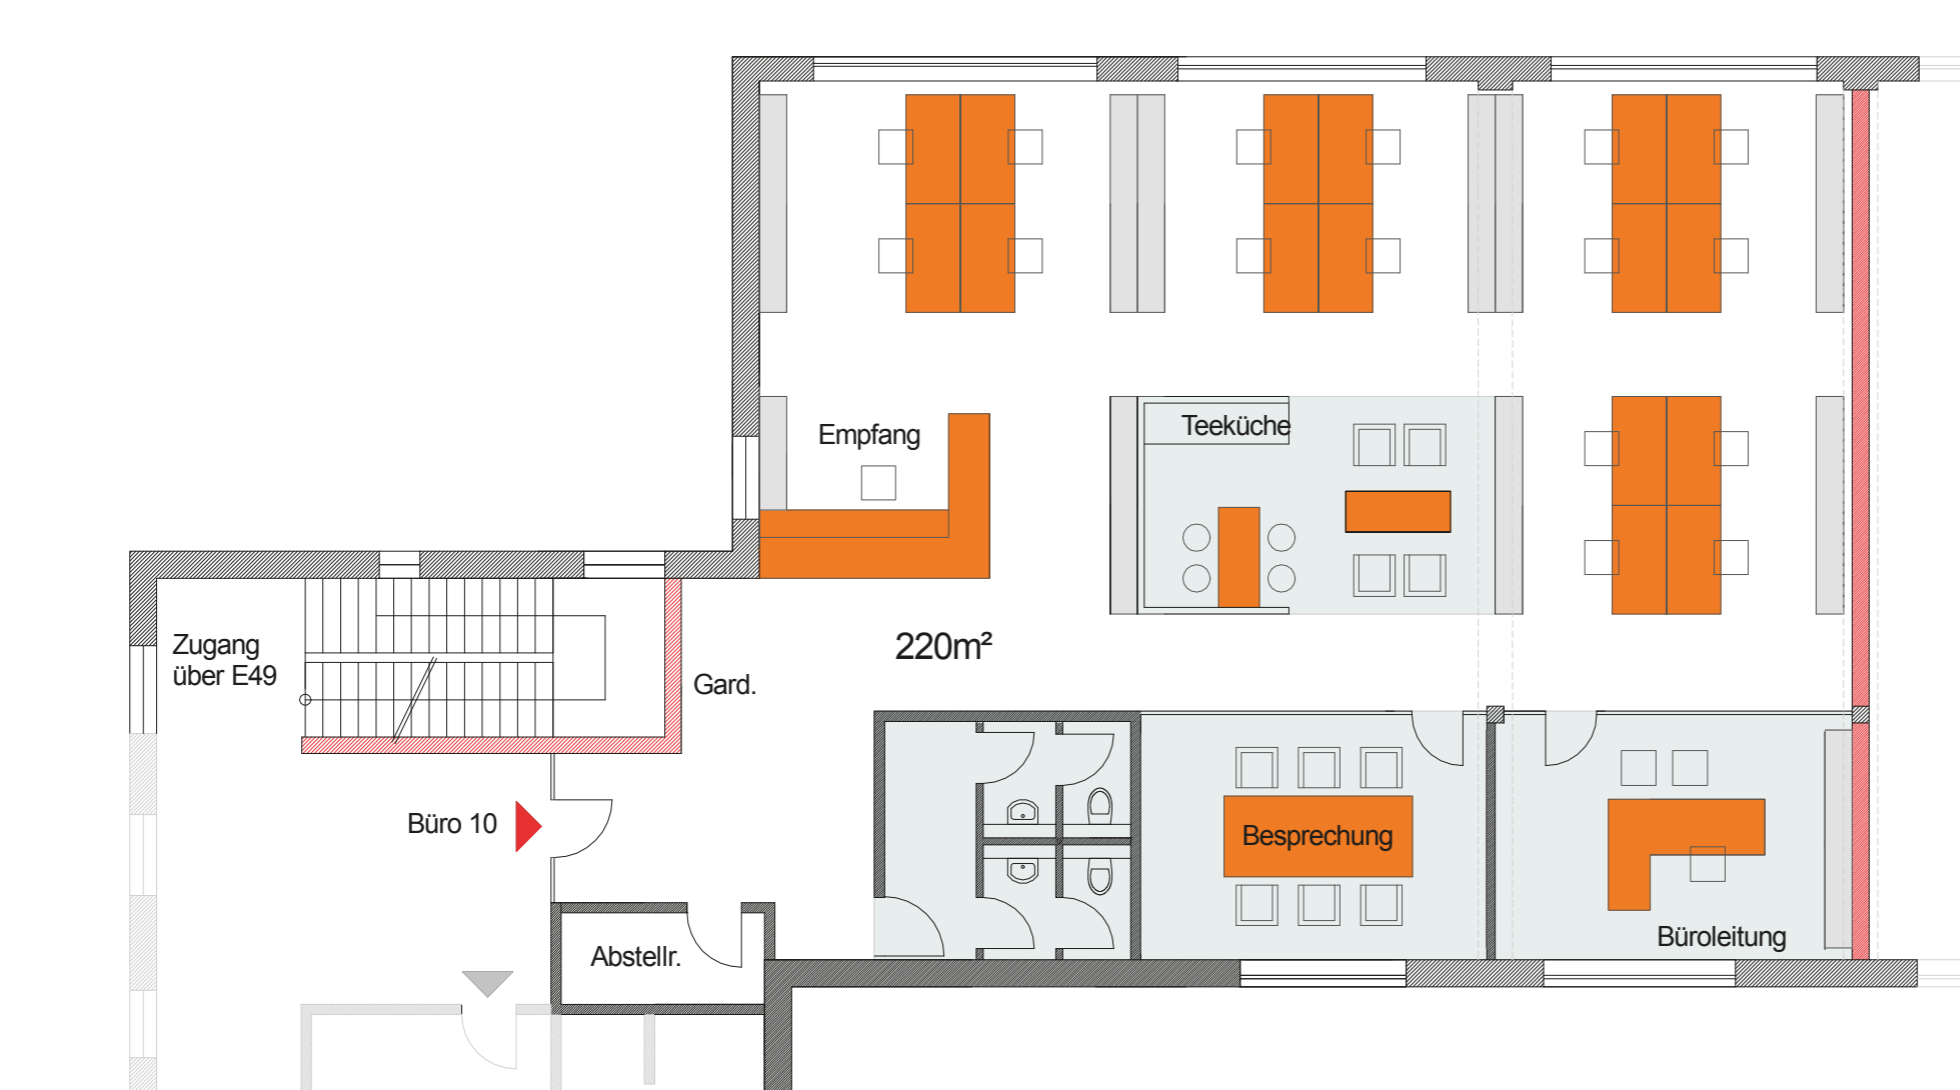 Empfang
Teeküche
Zugang
über E49
220m²
Gard.
Büro 10
Besprechung
Abstellr.
Büroleitung